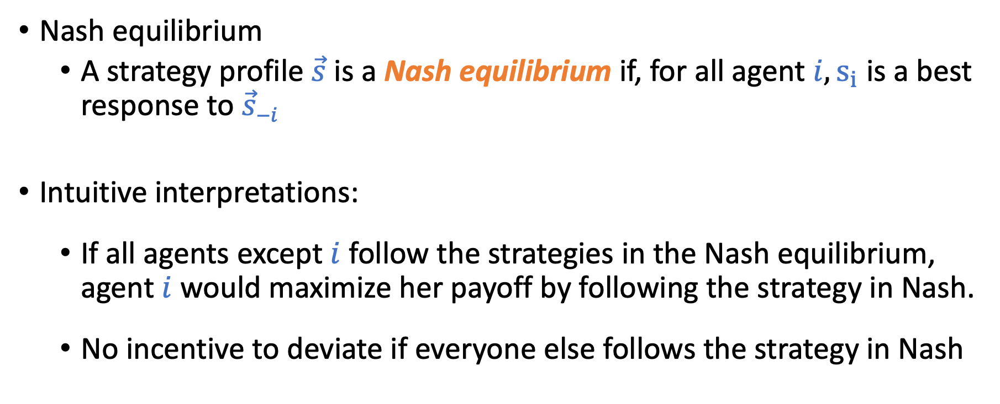 • Nash equilibrium
• A strategy profile $\vec{s}$ is a Nash equilibrium if, for all agent $i$, $s_i$ is a best
response to $\vec{s}_{-i}$
• Intuitive interpretations:
• If all agents except $i$ follow the strategies in the Nash equilibrium,
agent $i$ would maximize her payoff by following the strategy in Nash.
• No incentive to deviate if everyone else follows the strategy in Nash